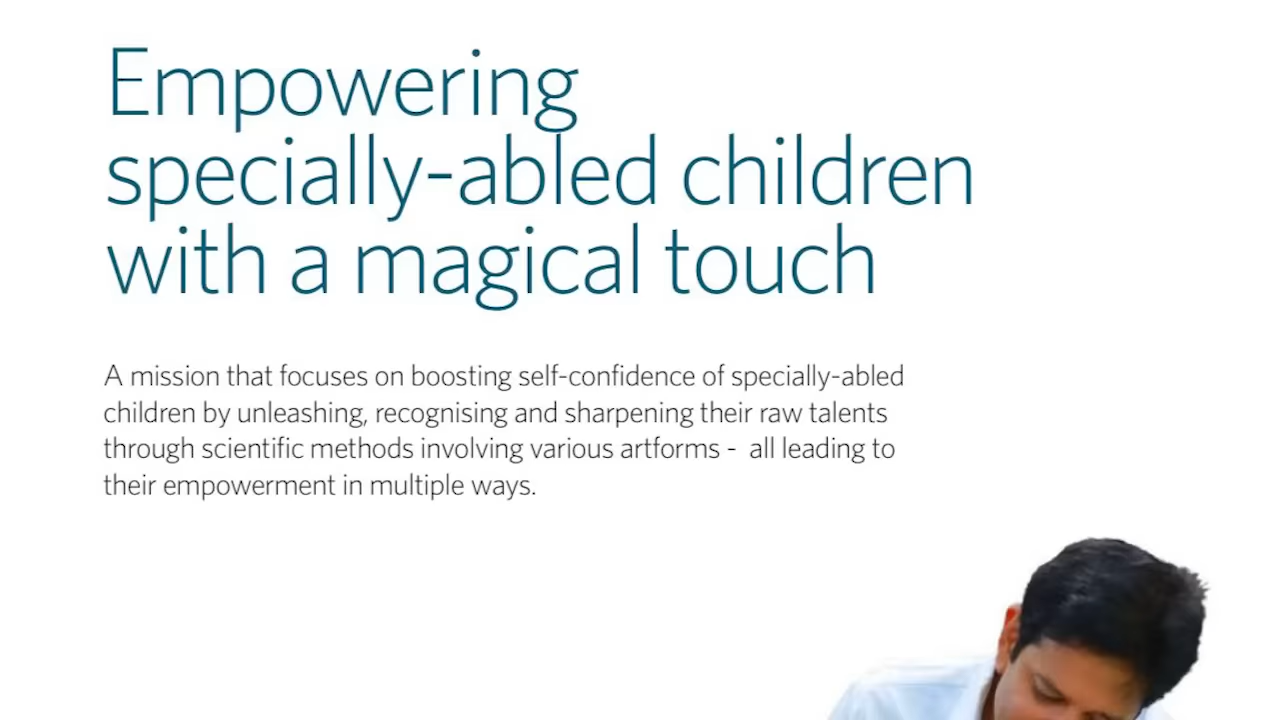 Empowering
specially-abled children
with a magical touch
A mission that focuses on boosting self-confidence of specially-abled
children by unleashing, recognising and sharpening their raw talents
through scientific methods involving various artforms -  all leading to
their empowerment in multiple ways.